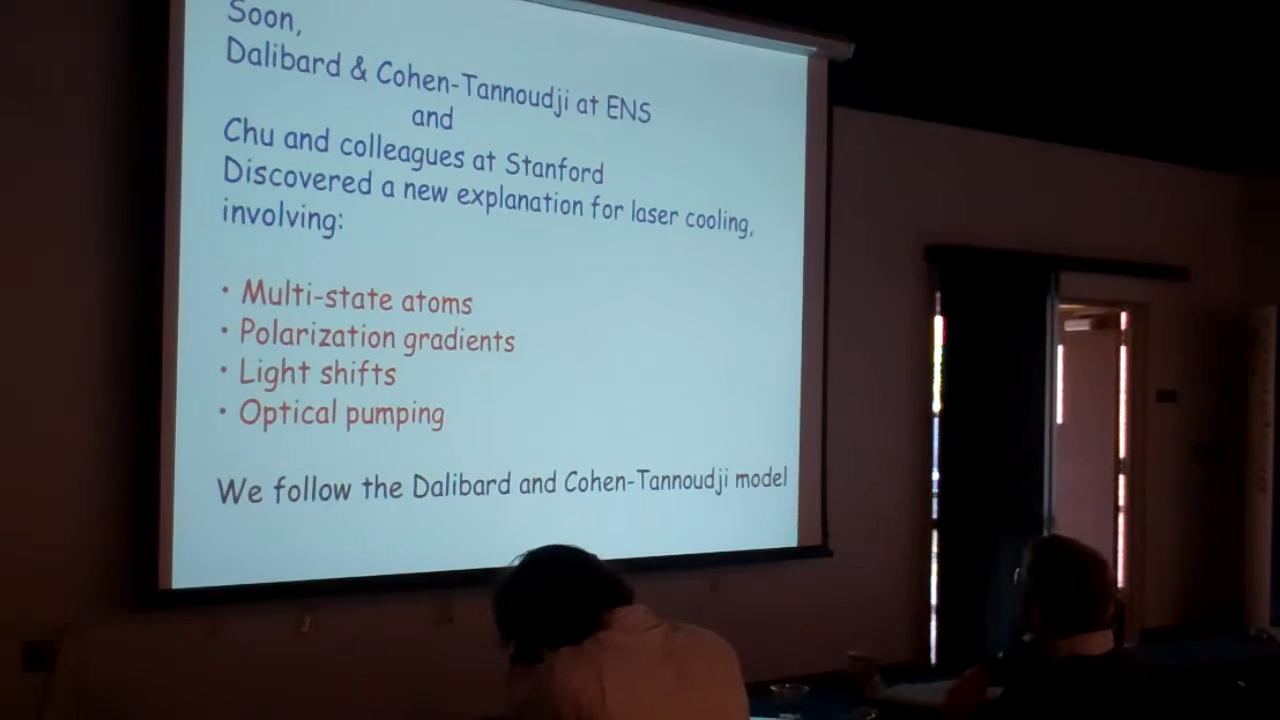 Soon,
Dalibard & Cohen-Tannoudji at ENS
and
Chu and colleagues at Stanford
Discovered a new explanation for laser cooling,
involving:
• Multi-state atoms
• Polarization gradients
• Light shifts
• Optical pumping
We follow the Dalibard and Cohen-Tannoudji model